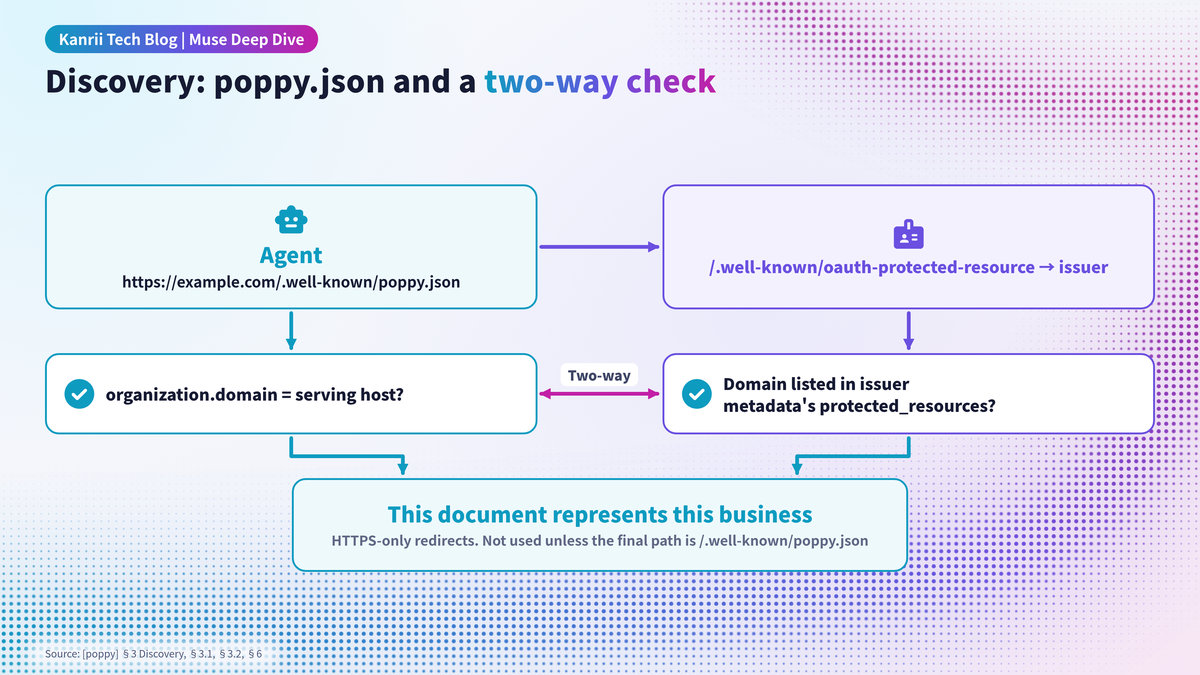 Kanrii Tech Blog | Muse Deep Dive
Discovery: poppy.json and a two-way check
Agent
https://example.com/.well-known/poppy.json
/.well-known/oauth-protected-resource → issuer
organization.domain = serving host?
Two-way
Domain listed in issuer
metadata's protected_resources?
This document represents this business
HTTPS-only redirects. Not used unless the final path is /.well-known/poppy.json
Source: [poppy] §3 Discovery, §3.1, §3.2, §6